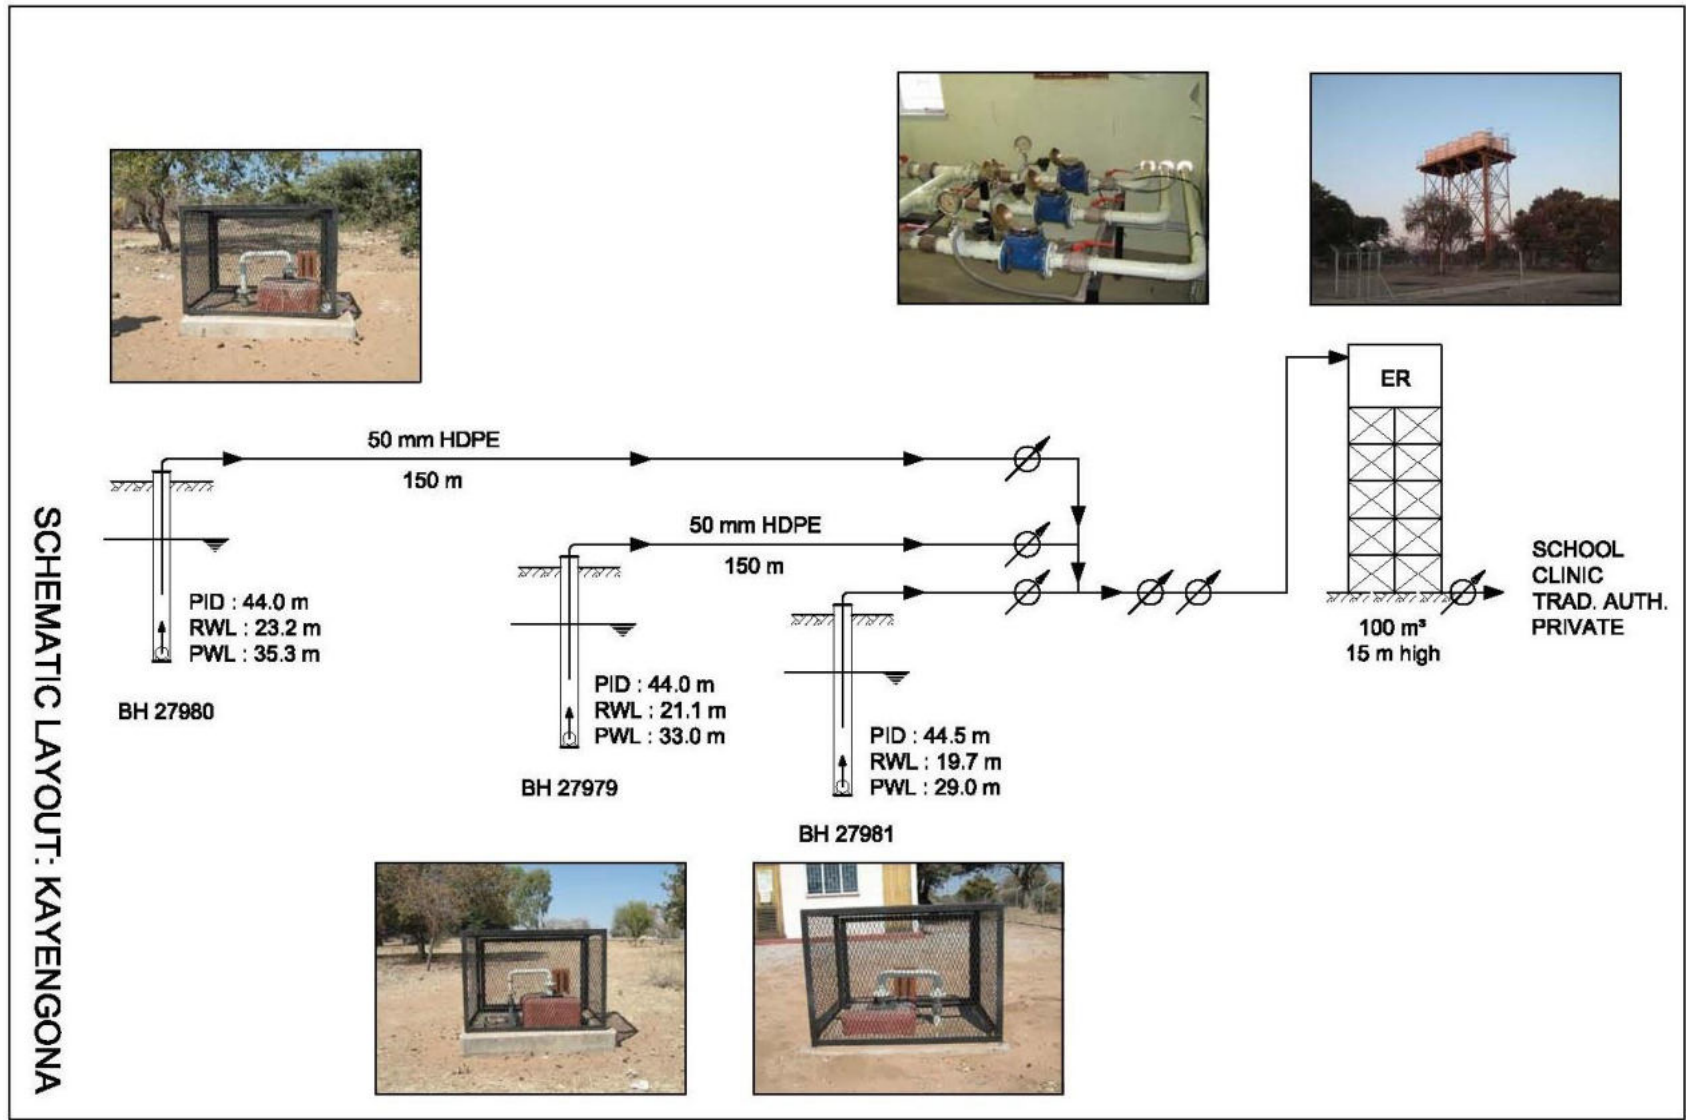 SCHEMATIC LAYOUT: KAYENGONA
50 mm HDPE
150 m
50 mm HDPE
150 m
PID : 44.0 m
RWL : 23.2 m
PWL : 35.3 m
BH 27980
PID : 44.0 m
RWL : 21.1 m
PWL : 33.0 m
BH 27979
PID : 44.5 m
RWL : 19.7 m
PWL : 29.0 m
BH 27981
ER
100 m³
15 m high
SCHOOL
CLINIC
TRAD. AUTH.
PRIVATE